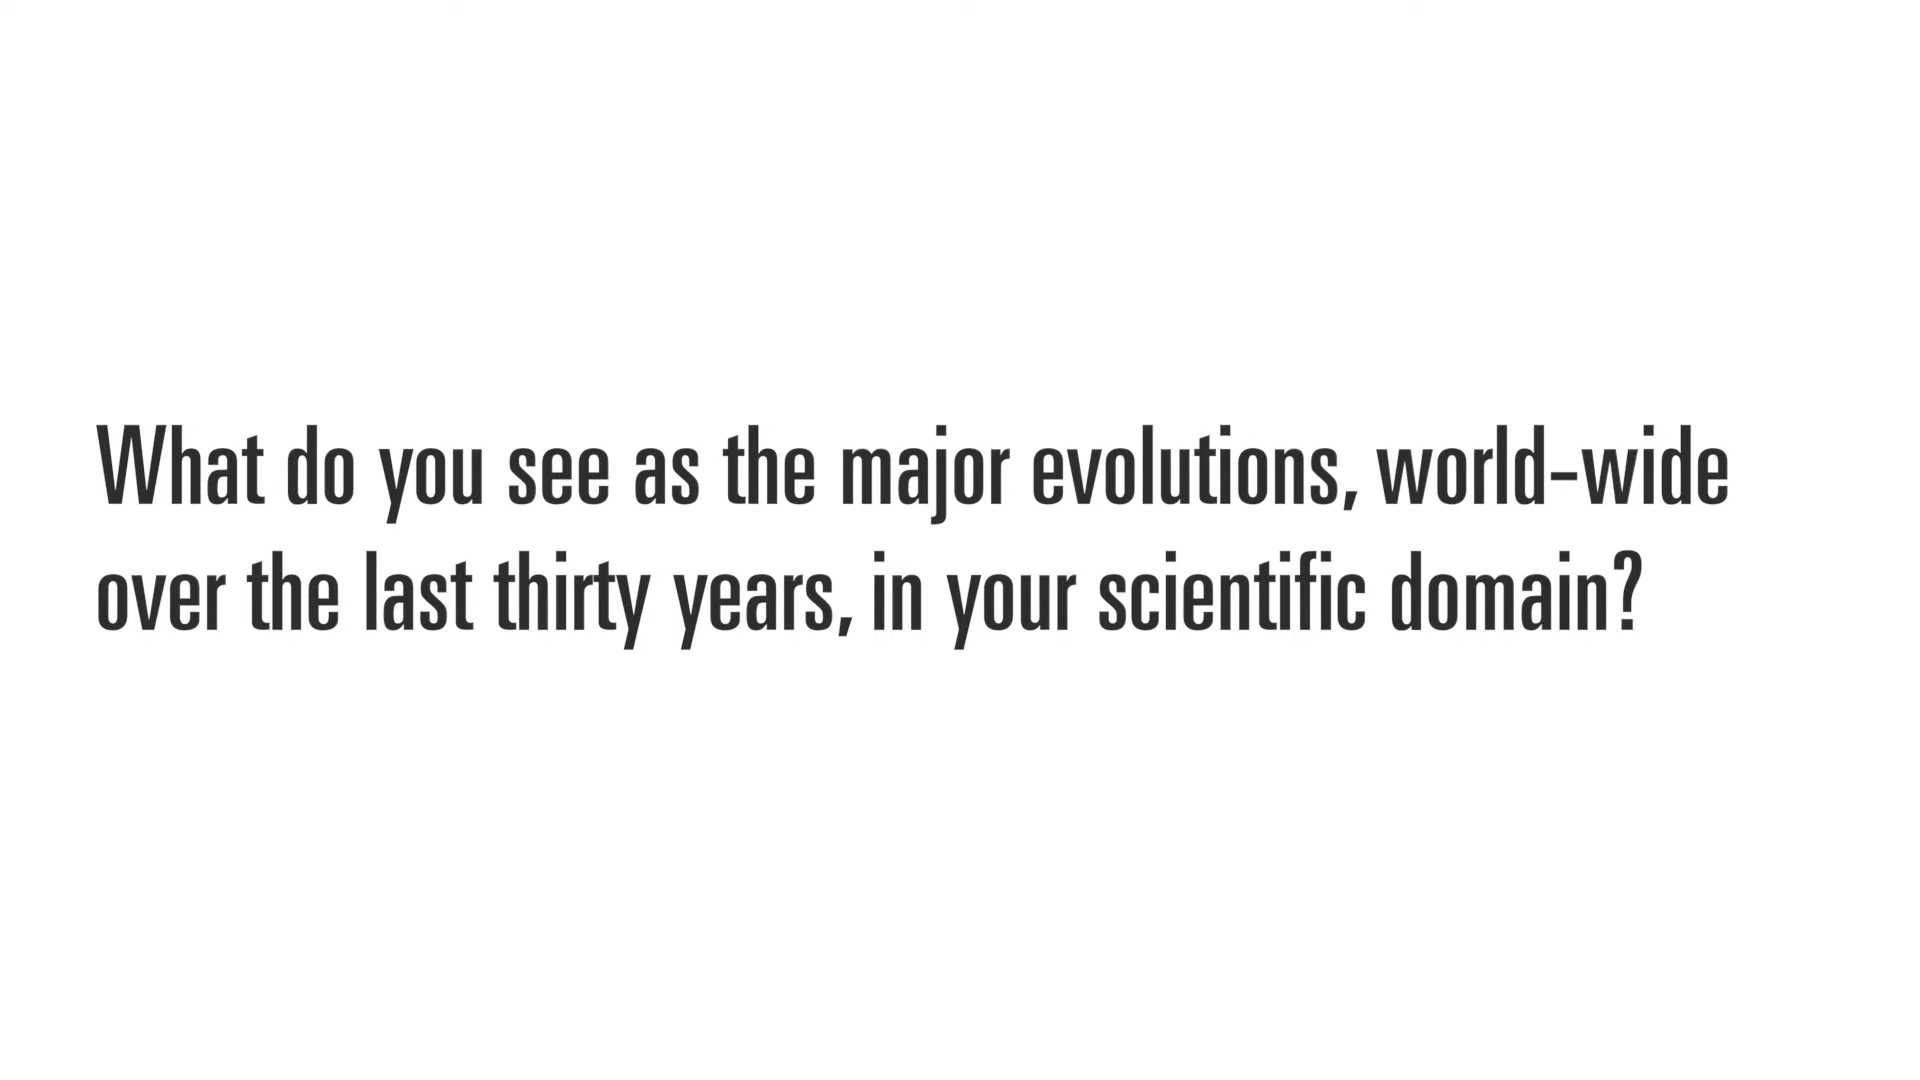 What do you see as the major evolutions, world-wide
over the last thirty years, in your scientific domain?